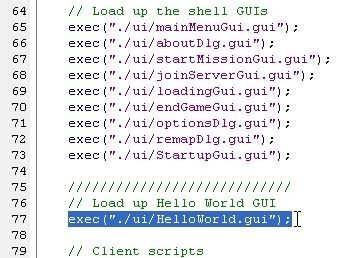 64 // Load up the shell GUIs
65 exec("./ui/mainMenuGui.gui");
66 exec("./ui/aboutDlg.gui");
67 exec("./ui/startMissionGui.gui");
68 exec("./ui/joinServerGui.gui");
69 exec("./ui/loadingGui.gui");
70 exec("./ui/endGameGui.gui");
71 exec("./ui/optionsDlg.gui");
72 exec("./ui/remapDlg.gui");
73 exec("./ui/StartupGui.gui");
74
75 ////////////////////////////
76 // Load up Hello World GUI
77 exec("./ui/HelloWorld.gui");
78
79 // Client scripts